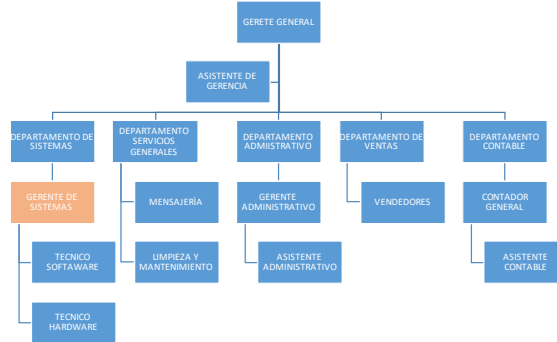 GERETE GENERAL
ASISTENTE DE
GERENCIA
DEPARTAMENTO DE
SISTEMAS
DEPARTAMENTO
SERVICIOS
GENERALES
DEPARTAMENTO
ADMIISTRATIVO
DEPARTAMENTO DE
VENTAS
DEPARTAMENTO
CONTABLE
GERENTE DE
SISTEMAS
MENSAJERÌA
GERENTE
ADMINISTRATIVO
VENDEDORES
CONTADOR
GENERAL
TECNICO
SOFTAWARE
LIMPIEZA Y
MANTENIMIENTO
ASISTENTE
ADMINISTRATIVO
ASISTENTE
CONTABLE
TECNICO
HARDWARE